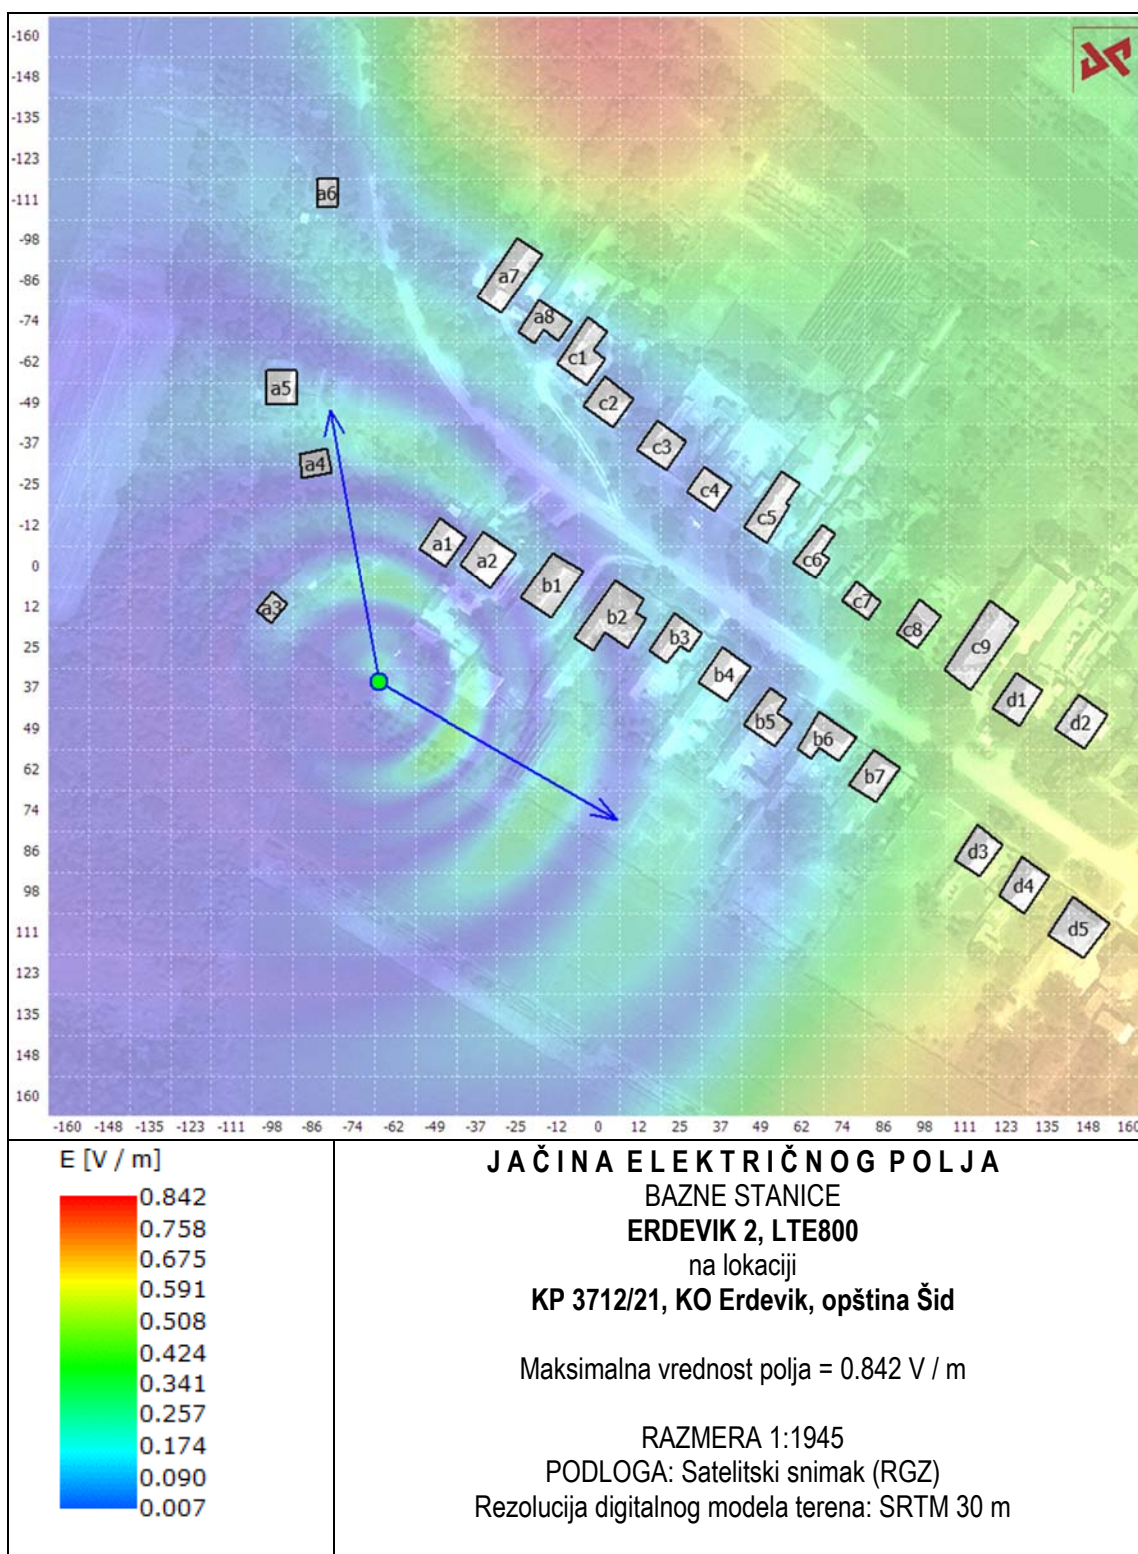 -160
-148
-135
-123
-111
-98
-86
-74
-62
-49
-37
-25
-12
0
12
25
37
49
62
74
86
98
111
123
135
148
160
a6
a7
a8
c1
a5
c2
c3
a4
c4
c5
a1
a2
c6
b1
c7
a3
b2
c8
b3
c9
b4
d1
b5
d2
b6
b7
d3
d4
d5
-160 -148 -135 -123 -111 -98 -86 -74 -62 -49 -37 -25 -12 0 12 25 37 49 62 74 86 98 111 123 135 148 160
E [V / m]
0.842
0.758
0.675
0.591
0.508
0.424
0.341
0.257
0.174
0.090
0.007
JAČINA ELEKTRIČNOG POLJA
BAZNE STANICE
ERDEVIK 2, LTE800
na lokaciji
KP 3712/21, KO Erdevik, opština Šid
Maksimalna vrednost polja = 0.842 V / m
RAZMERA 1:1945
PODLOGA: Satelitski snimak (RGZ)
Rezolucija digitalnog modela terena: SRTM 30 m